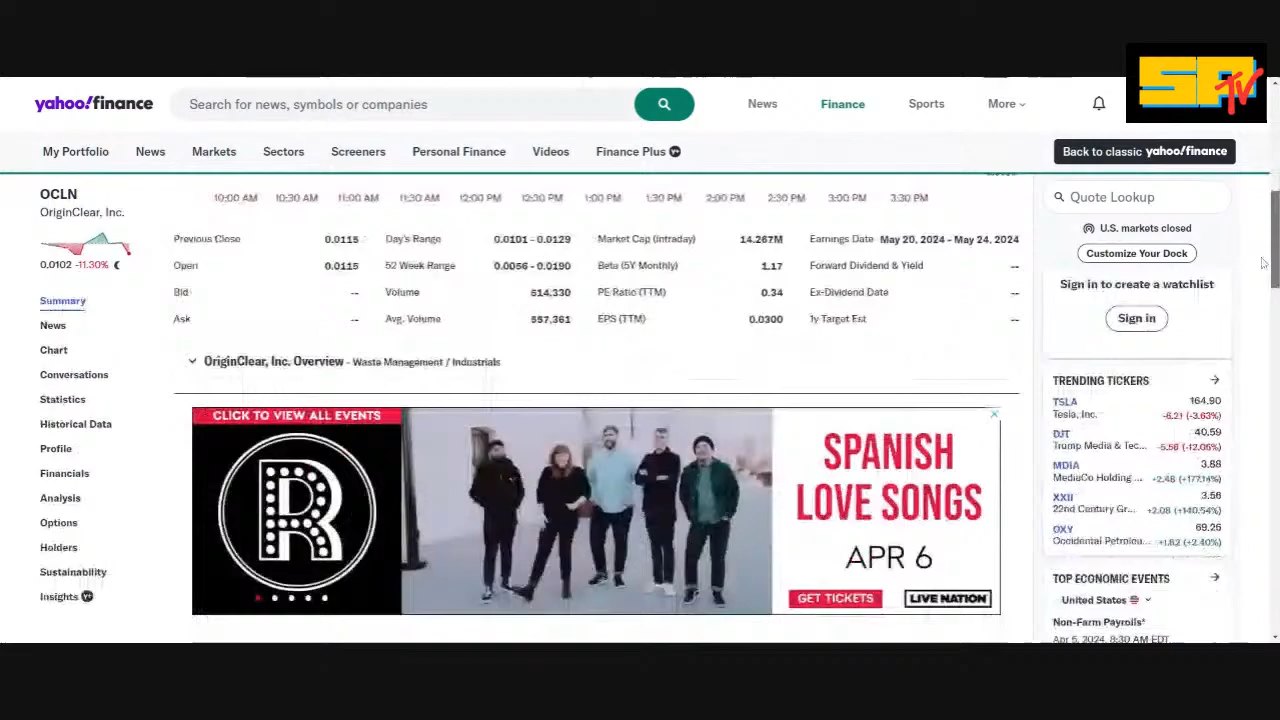 SP TV
yahoo!finance
Search for news, symbols or companies
News
Finance
Sports
More
My Portfolio
News
Markets
Sectors
Screeners
Personal Finance
Videos
Finance Plus
Back to classic yahoo!finance
OCLN
OriginClear, Inc.
0.0102 -11.30%
Summary
News
Chart
Conversations
Statistics
Historical Data
Profile
Financials
Analysis
Options
Holders
Sustainability
Insights
10:00 AM 10:30 AM 11:00 AM 11:30 AM 12:00 PM 12:30 PM 1:00 PM 1:30 PM 2:00 PM 2:30 PM 3:00 PM 3:30 PM
Previous Close 0.0115 Day's Range 0.0101 - 0.0129 Market Cap (intraday) 14.267M Earnings Date May 20, 2024 - May 24, 2024
Open 0.0115 52 Week Range 0.0056 - 0.0190 Beta (5Y Monthly) 1.17 Forward Dividend & Yield --
Bid -- Volume 614,330 PE Ratio (TTM) 0.34 Ex-Dividend Date --
Ask -- Avg. Volume 557,361 EPS (TTM) 0.0300 1y Target Est --
OriginClear, Inc. Overview - Waste Management / Industrials
CLICK TO VIEW ALL EVENTS
R
SPANISH
LOVE SONGS
APR 6
GET TICKETS
LIVE NATION
Quote Lookup
U.S. markets closed
Customize Your Dock
Sign in to create a watchlist
Sign in
TRENDING TICKERS
TSLA 164.90
Tesla, Inc. -6.21 (-3.63%)
DJT 40.59
Trump Media & Tec... -5.56 (-12.05%)
MDIA 3.88
MediaCo Holding ... +2.48 (+177.14%)
XXII 3.56
22nd Century Gr... +2.08 (+140.54%)
OXY 69.26
Occidental Petroleu... +1.62 (+2.40%)
TOP ECONOMIC EVENTS
United States
Non-Farm Payrolls*
Apr 5, 2024, 8:30 AM EDT